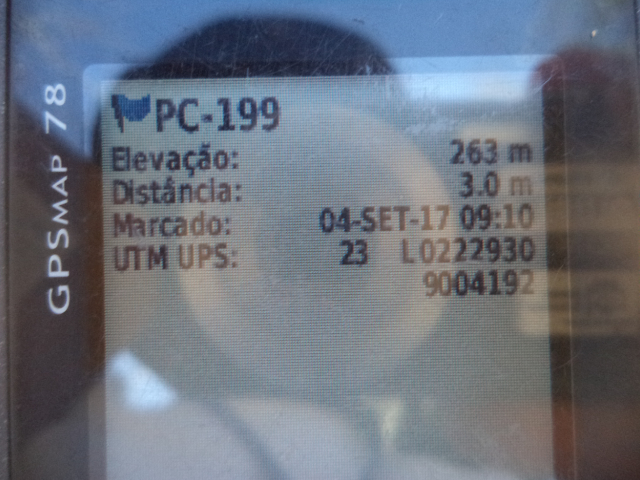 GPSMAP 78
PC-199
Elevação: 263 m
Distância: 3.0 m
Marcado: 04-SET-17 09:10
UTM UPS: 23 L0222930
9004192